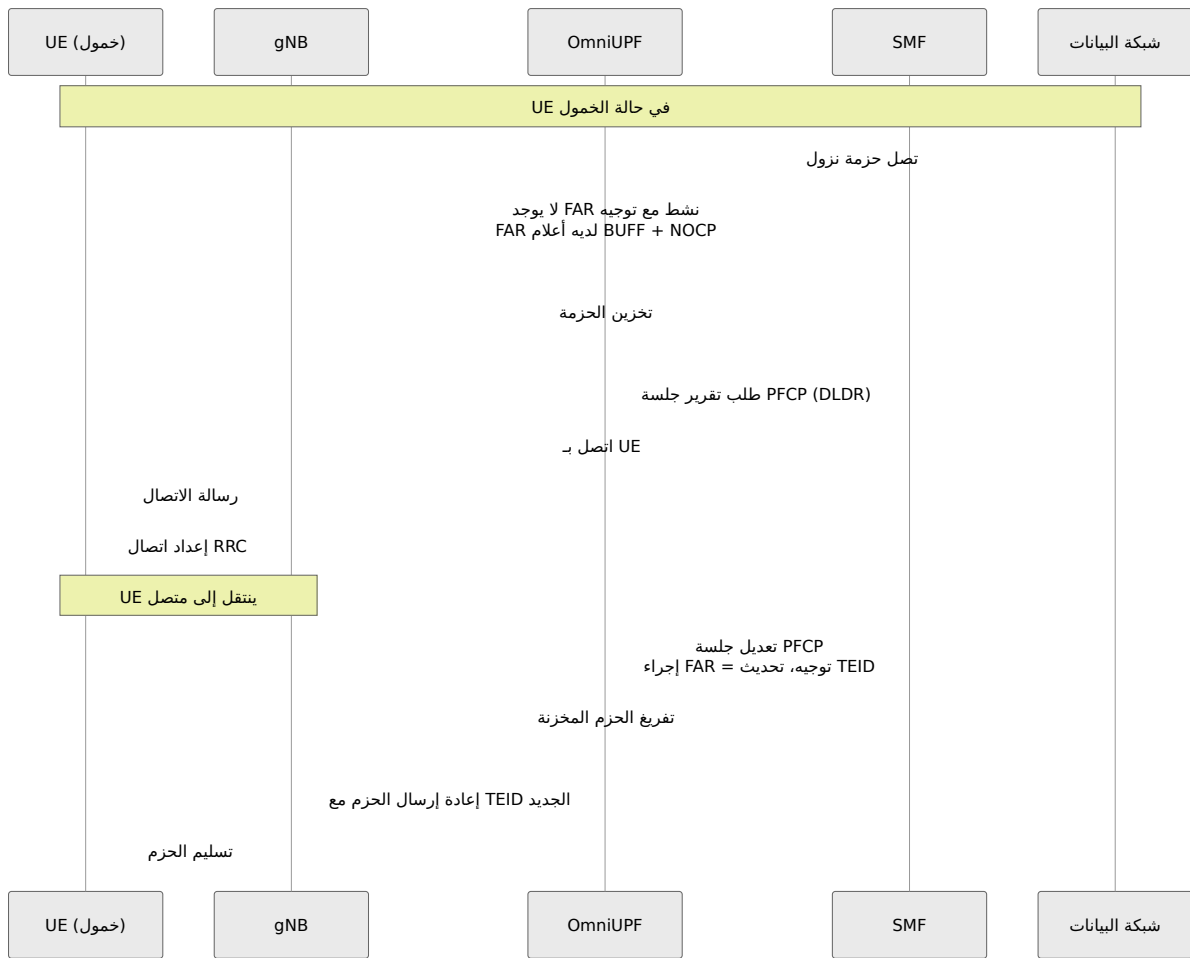 UE (خمول)
gNB
OmniUPF
SMF
شبكة البيانات
UE في حالة الخمول
تصل حزمة نزول
لا يوجد FAR نشط مع توجيه
FAR لديه أعلام BUFF + NOCP
تخزين الحزمة
طلب تقرير جلسة PFCP (DLDR)
اتصل بـ UE
رسالة الاتصال
إعداد اتصال RRC
UE ينتقل إلى متصل
تعديل جلسة PFCP
إجراء FAR = توجيه، تحديث TEID
تفريغ الحزم المخزنة
إعادة إرسال الحزم مع TEID الجديد
تسليم الحزم
UE (خمول)
gNB
OmniUPF
SMF
شبكة البيانات